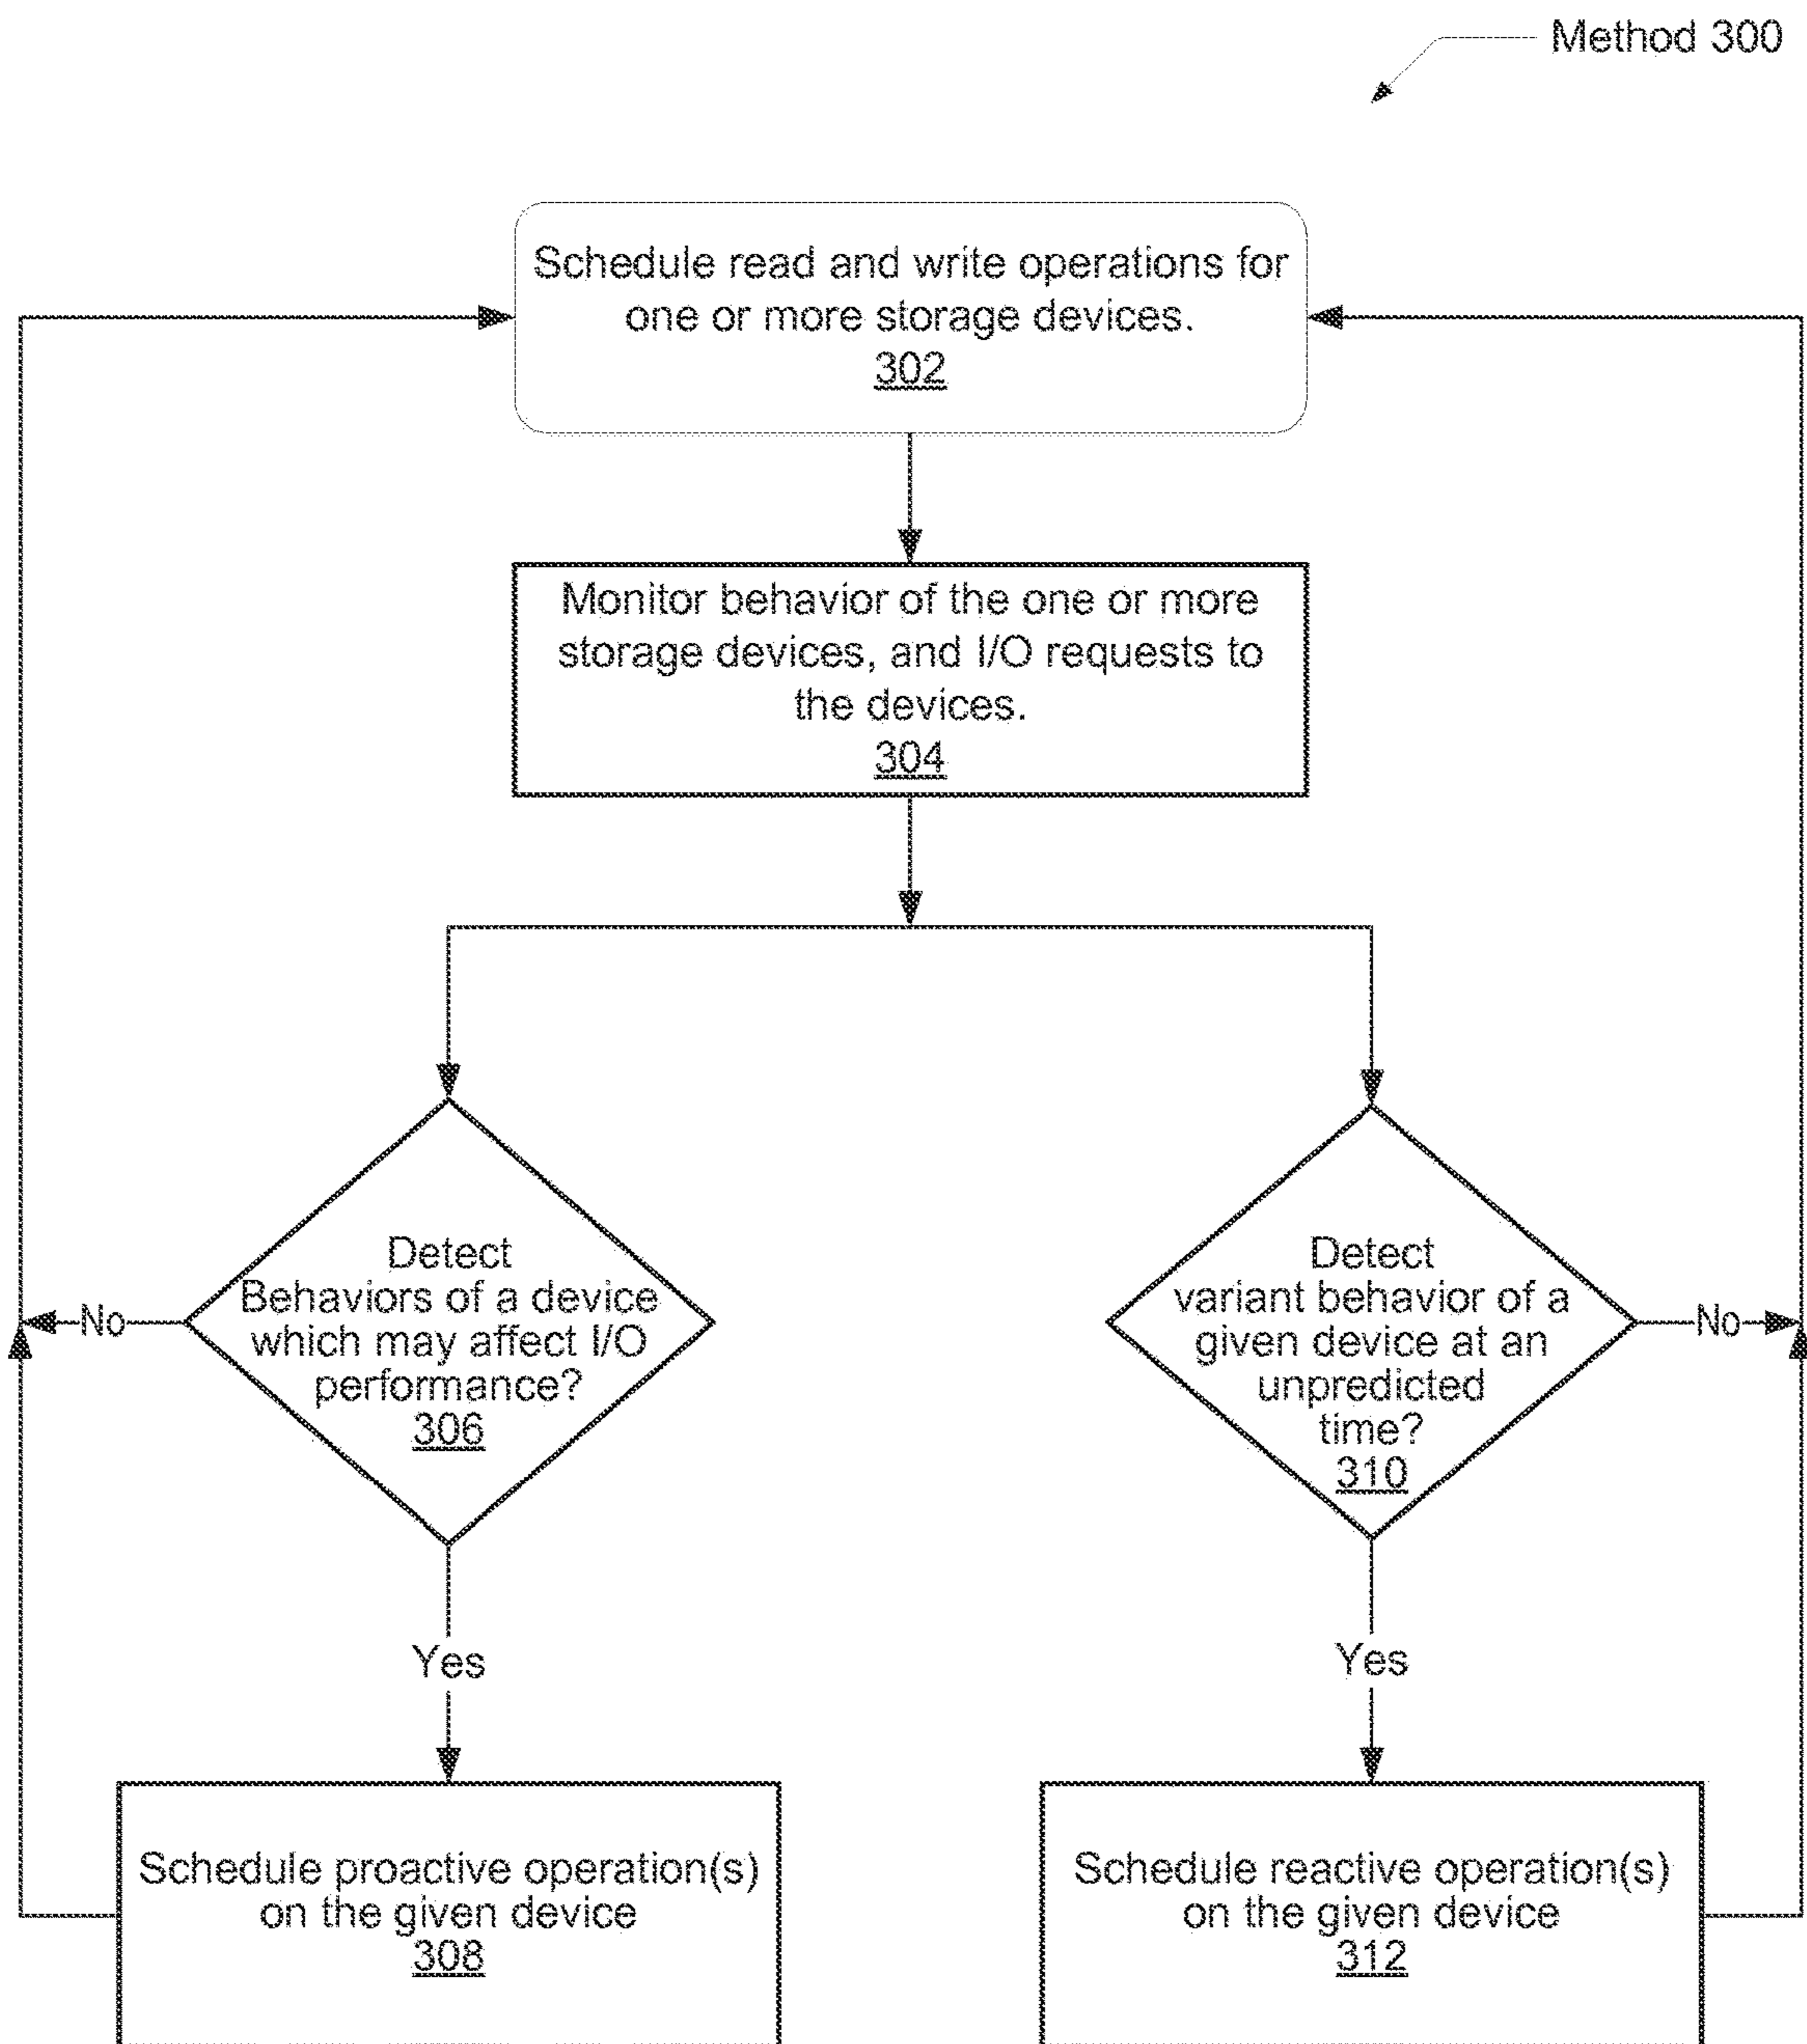 Method 300
Schedule read and write operations for
one or more storage devices.
302
Monitor behavior of the one or more
storage devices, and I/O requests to
the devices.
304
Detect
Behaviors of a device
which may affect I/O
performance?
306
No
Detect
variant behavior of a
given device at an
unpredicted
time?
310
No
Yes
Yes
Schedule proactive operation(s)
on the given device
308
Schedule reactive operation(s)
on the given device
312